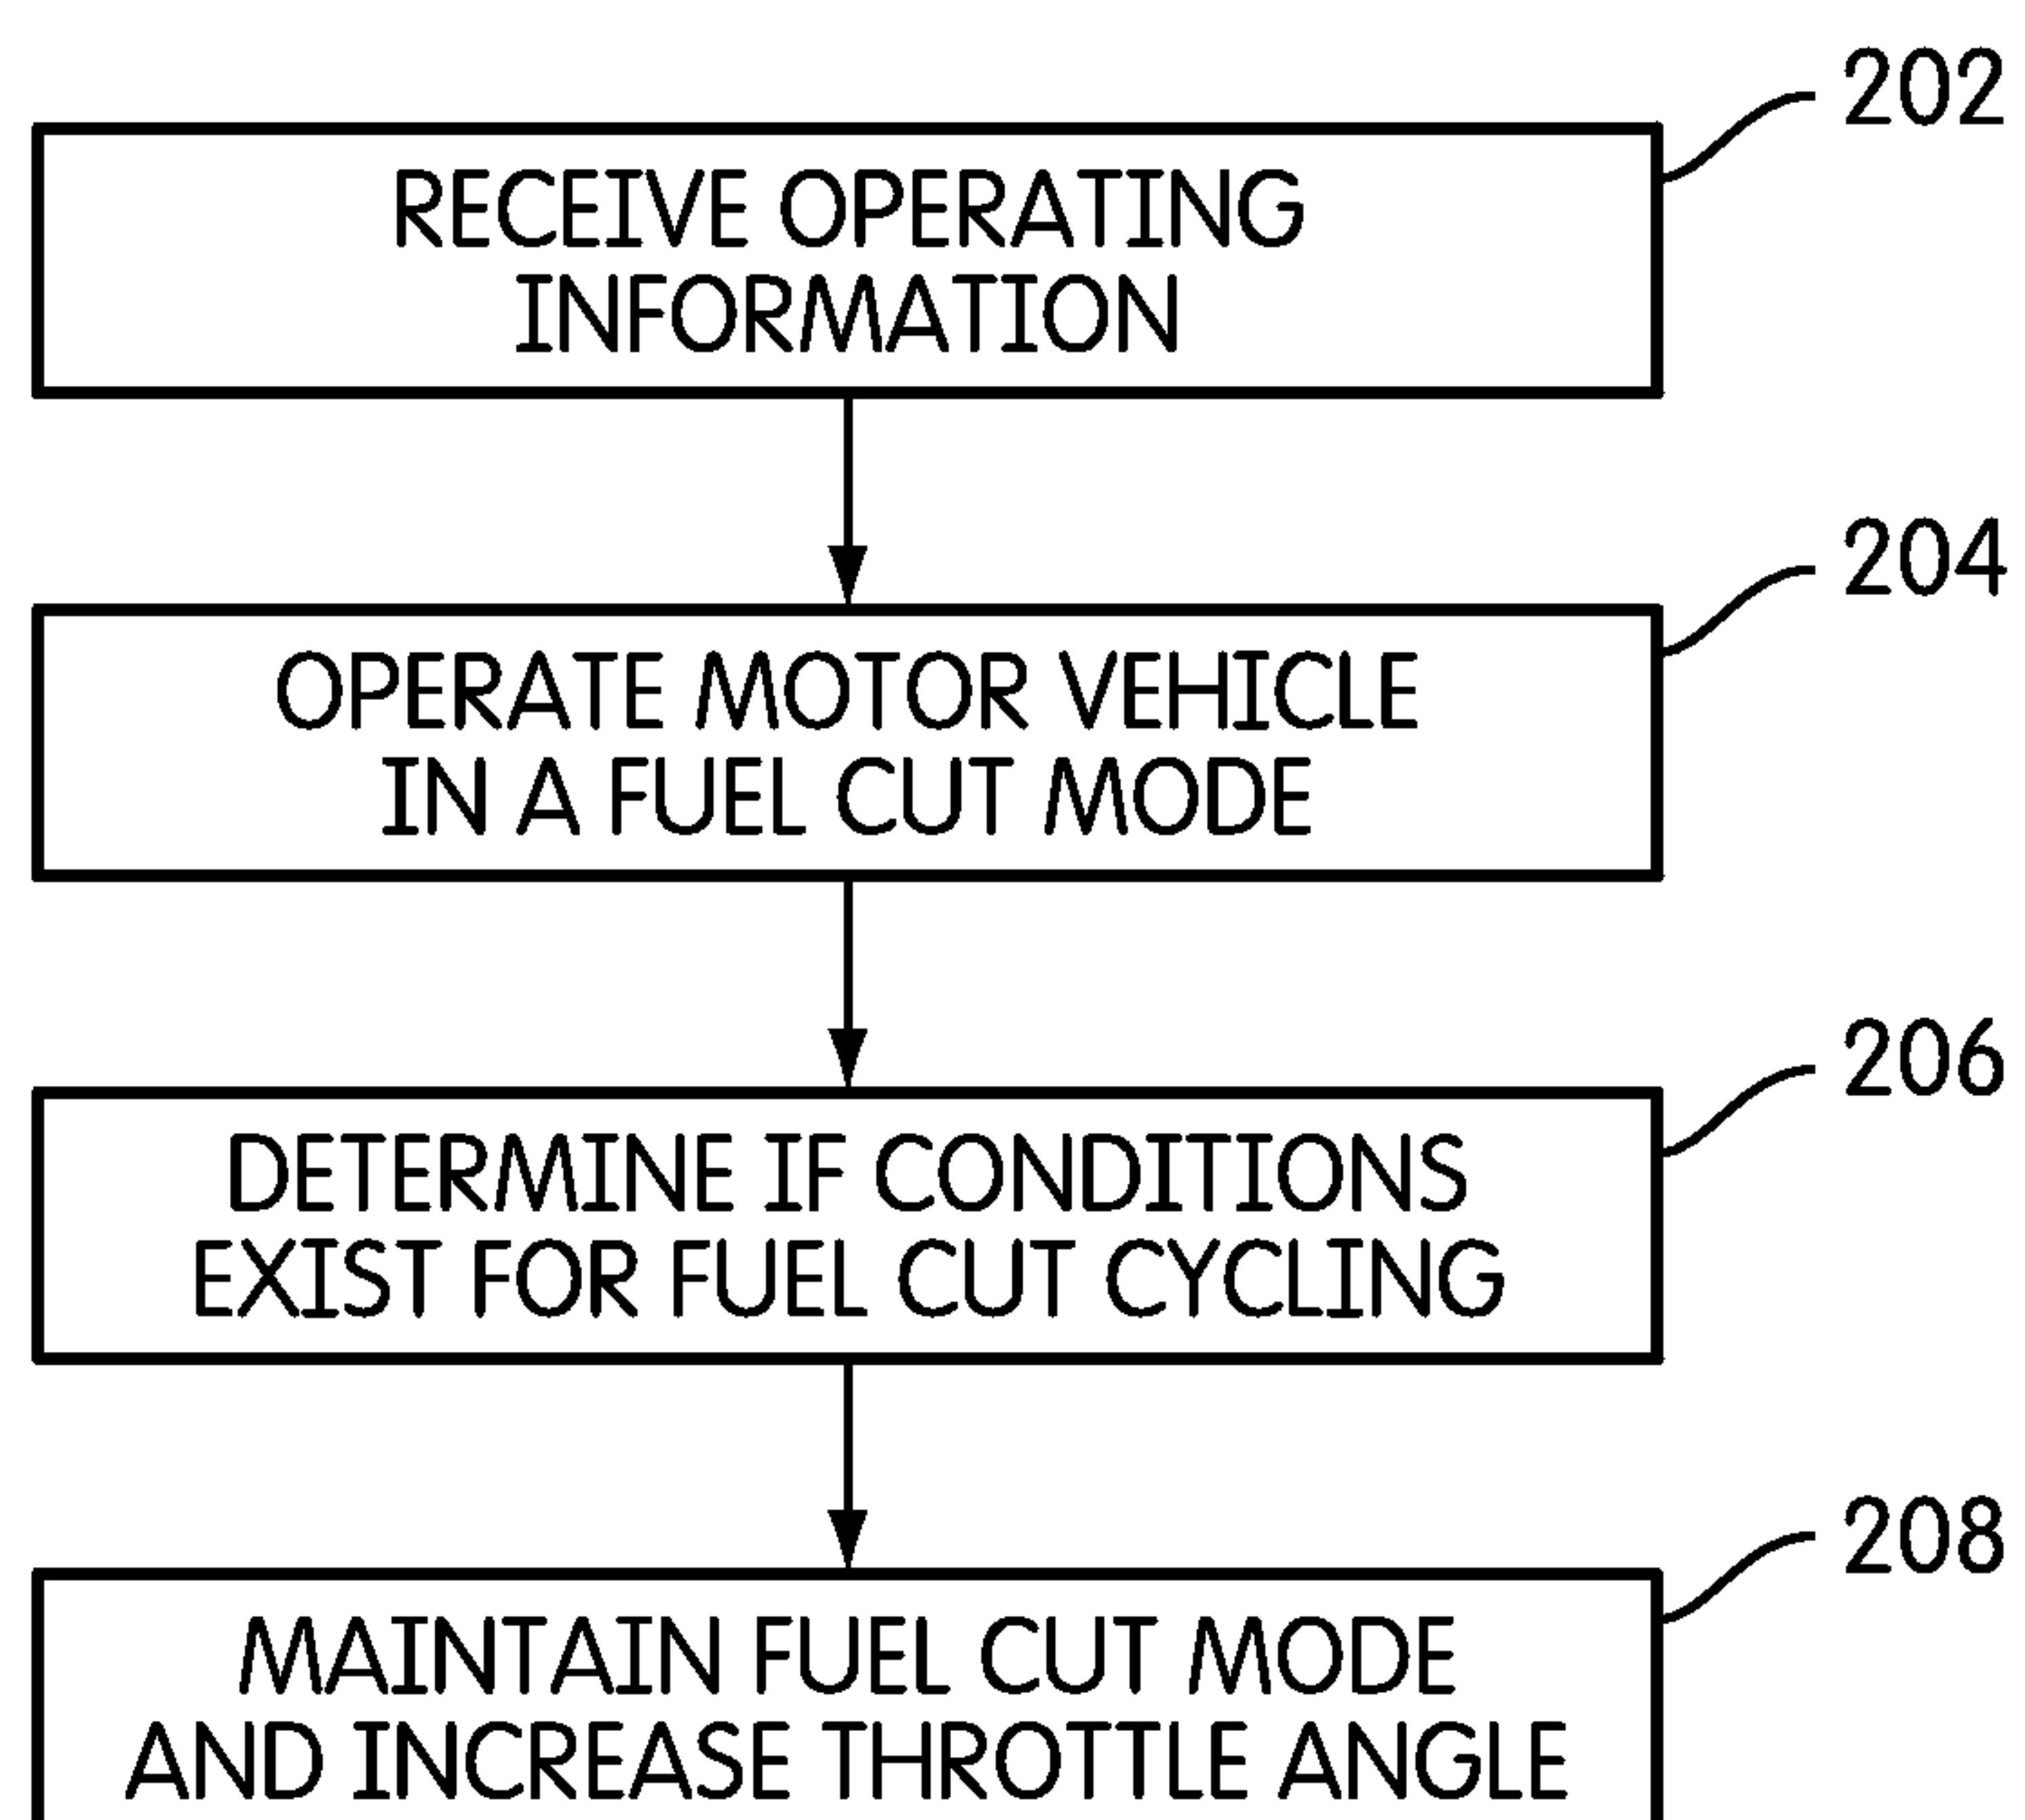 202
RECEIVE OPERATING
INFORMATION
204
OPERATE MOTOR VEHICLE
IN A FUEL CUT MODE
206
DETERMINE IF CONDITIONS
EXIST FOR FUEL CUT CYCLING
208
MAINTAIN FUEL CUT MODE
AND INCREASE THROTTLE ANGLE